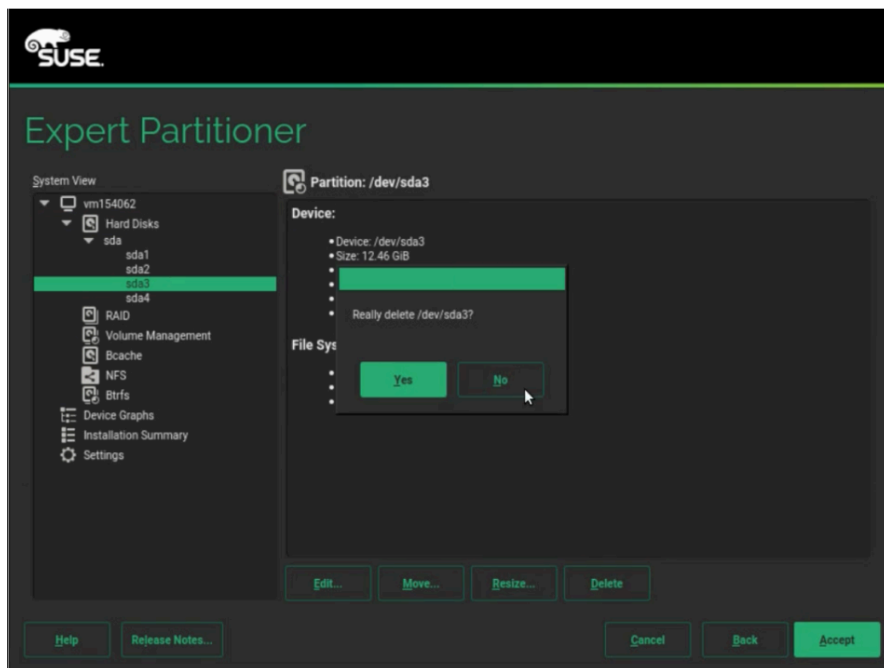 SUSE.
Expert Partitioner
System View
vm154062
Hard Disks
sda
sda1
sda2
sda3
sda4
RAID
Volume Management
Bcache
NFS
Btrfs
Device Graphs
Installation Summary
Settings
Partition: /dev/sda3
Device:
•Device: /dev/sda3
•Size: 12.46 GiB
Really delete /dev/sda3?
File Sys
Yes No
Edit... Move... Resize... Delete
Help Release Notes... Cancel Back Accept